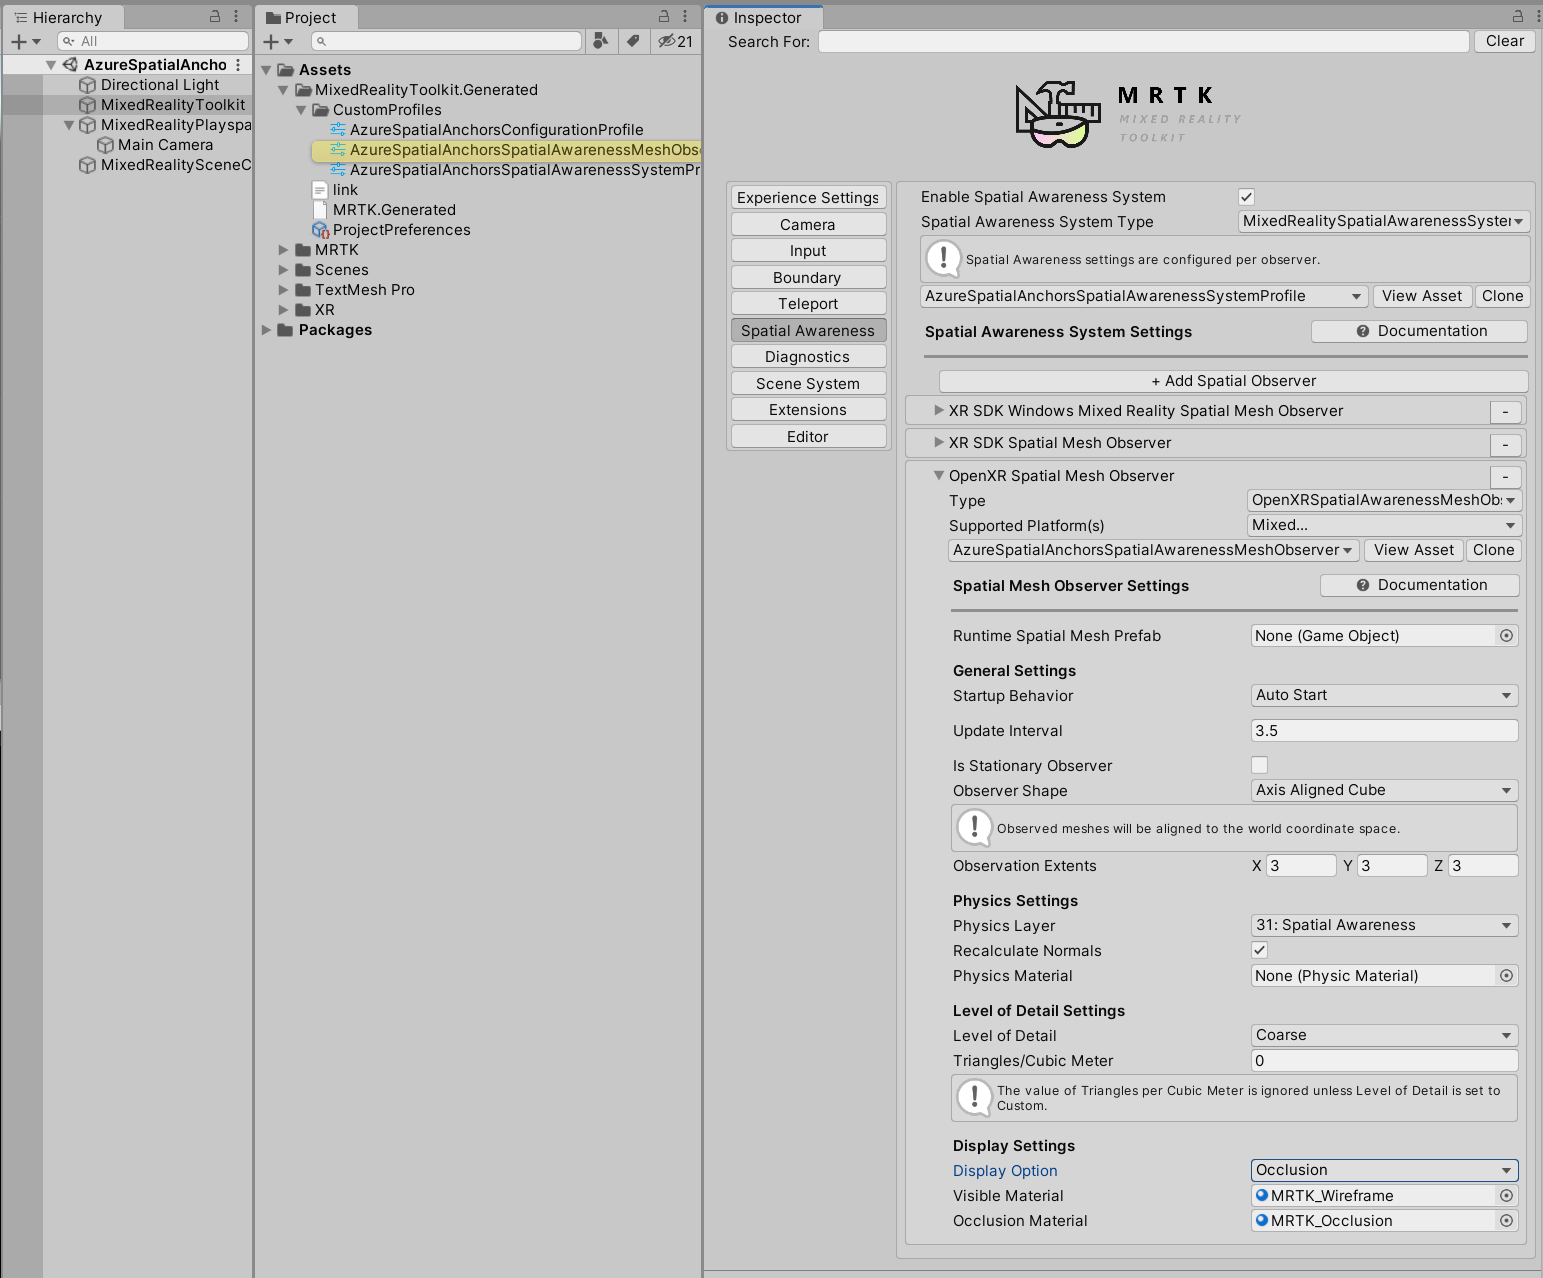 Hierarchy
All
AzureSpatialAncho
Directional Light
MixedRealityToolkit
MixedRealityPlayspa
Main Camera
MixedRealitySceneC
Project
21
Assets
MixedRealityToolkit.Generated
CustomProfiles
AzureSpatialAnchorsConfigurationProfile
AzureSpatialAnchorsSpatialAwarenessMeshObs
AzureSpatialAnchorsSpatialAwarenessSystemPr
link
MRTK.Generated
ProjectPreferences
MRTK
Scenes
TextMesh Pro
XR
Packages
Inspector
Search For:
Clear
MRTK
MIXED REALITY
TOOLKIT
Experience Settings
Camera
Input
Boundary
Teleport
Spatial Awareness
Diagnostics
Scene System
Extensions
Editor
Enable Spatial Awareness System
Spatial Awareness System Type MixedRealitySpatialAwarenessSyster
Spatial Awareness settings are configured per observer.
AzureSpatialAnchorsSpatialAwarenessSystemProfile View Asset Clone
Spatial Awareness System Settings Documentation
+ Add Spatial Observer
XR SDK Windows Mixed Reality Spatial Mesh Observer -
XR SDK Spatial Mesh Observer -
OpenXR Spatial Mesh Observer -
Type OpenXRSpatialAwarenessMeshOb:
Supported Platform(s) Mixed...
AzureSpatialAnchorsSpatialAwarenessMeshObserver View Asset Clone
Spatial Mesh Observer Settings Documentation
Runtime Spatial Mesh Prefab None (Game Object)
General Settings
Startup Behavior Auto Start
Update Interval 3.5
Is Stationary Observer
Observer Shape Axis Aligned Cube
Observed meshes will be aligned to the world coordinate space.
Observation Extents X 3 Y 3 Z 3
Physics Settings
Physics Layer 31: Spatial Awareness
Recalculate Normals
Physics Material None (Physic Material)
Level of Detail Settings
Level of Detail Coarse
Triangles/Cubic Meter 0
The value of Triangles per Cubic Meter is ignored unless Level of Detail is set to
Custom.
Display Settings
Display Option Occlusion
Visible Material MRTK_Wireframe
Occlusion Material MRTK_Occlusion